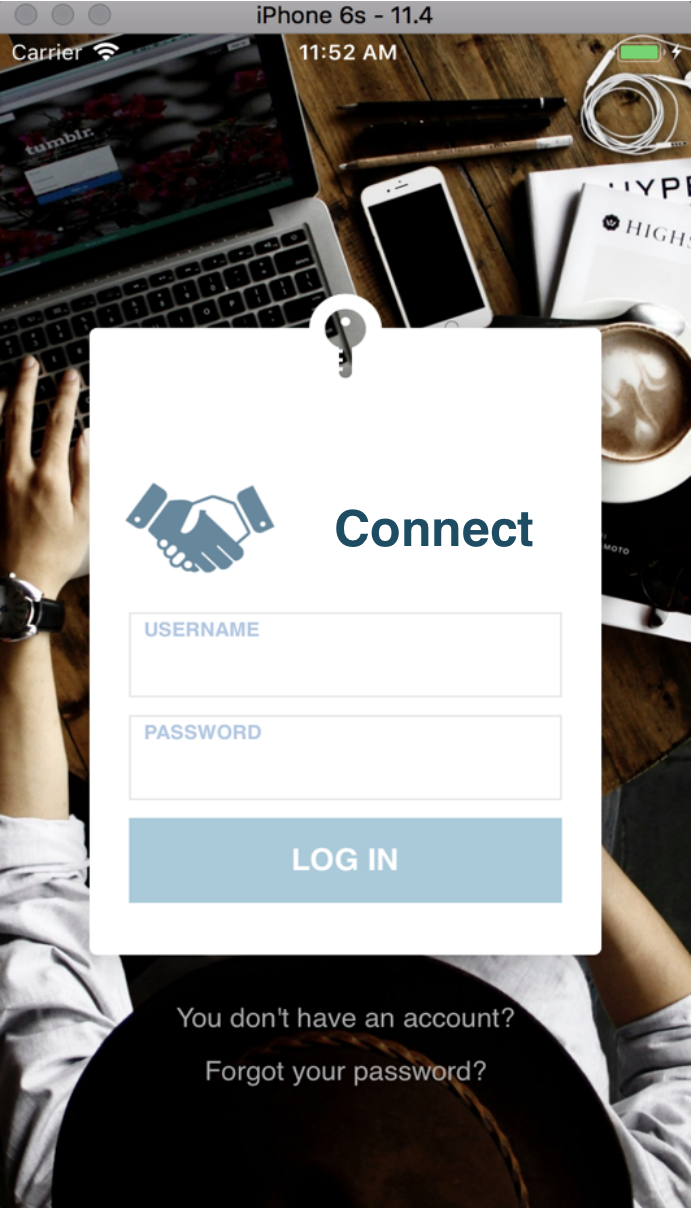 iPhone 6s - 11.4
Carrier
11:52 AM
tumblr.
HYPE
HIGHS
MOTO
Connect
USERNAME
PASSWORD
LOG IN
You don't have an account?
Forgot your password?